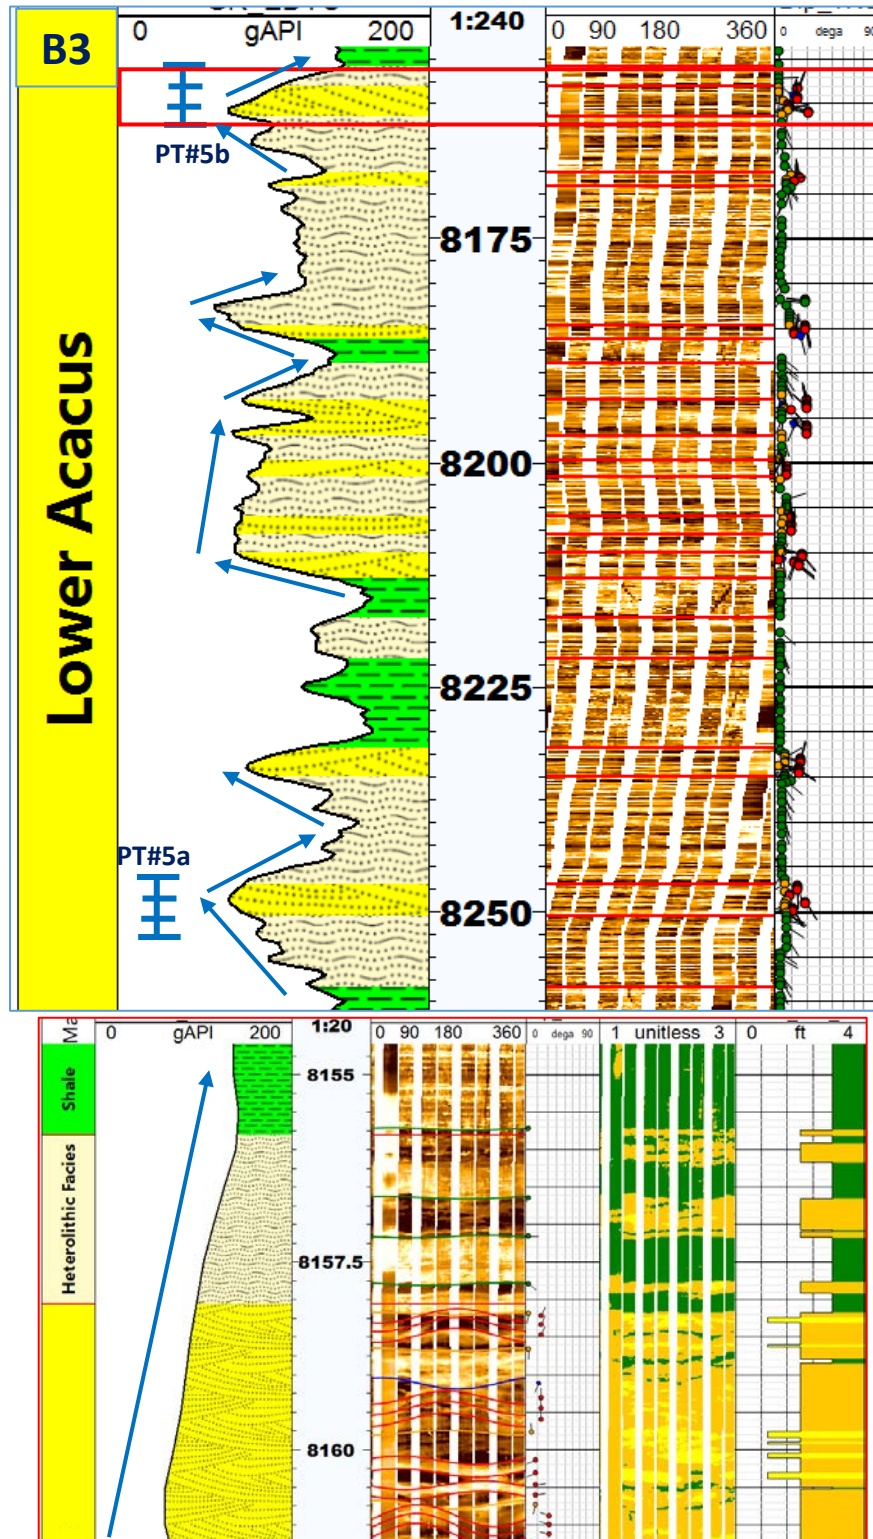 B3
0 gAPI 200
1:240
0 90 180 360
dega 90
PT#5b
8175
Lower Acacus
8200
8225
PT#5a
8250
Ma
0 gAPI 200
1:20
0 90 180 360
0 dega 90
1 unitless 3
0 ft 4
Shale
8155
Heterolithic Facies
8157.5
8160